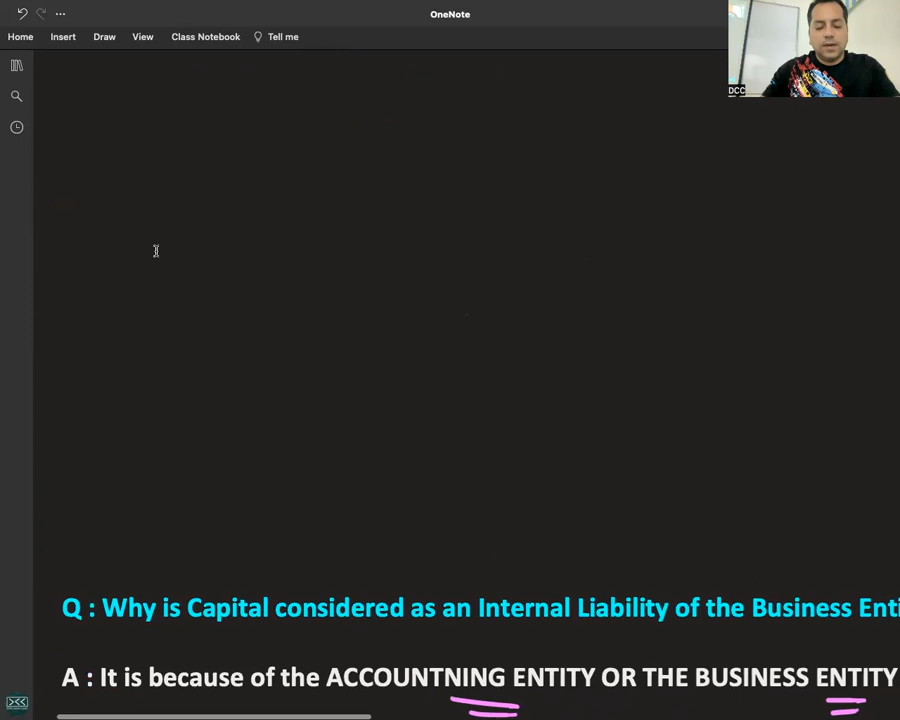 OneNote
Home Insert Draw View Class Notebook Tell me
DCC
Q : Why is Capital considered as an Internal Liability of the Business Enti
A : It is because of the ACCOUNTNING ENTITY OR THE BUSINESS ENTITY